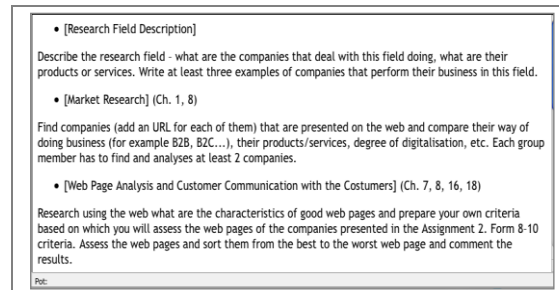 • [Research Field Description]
Describe the research field - what are the companies that deal with this field doing, what are their
products or services. Write at least three examples of companies that perform their business in this field.
• [Market Research] (Ch. 1, 8)
Find companies (add an URL for each of them) that are presented on the web and compare their way of
doing business (for example B2B, B2C...), their products/services, degree of digitalisation, etc. Each group
member has to find and analyses at least 2 companies.
• [Web Page Analysis and Customer Communication with the Costumers] (Ch. 7, 8, 16, 18)
Research using the web what are the characteristics of good web pages and prepare your own criteria
based on which you will assess the web pages of the companies presented in the Assignment 2. Form 8-10
criteria. Assess the web pages and sort them from the best to the worst web page and comment the
results.
Pot: